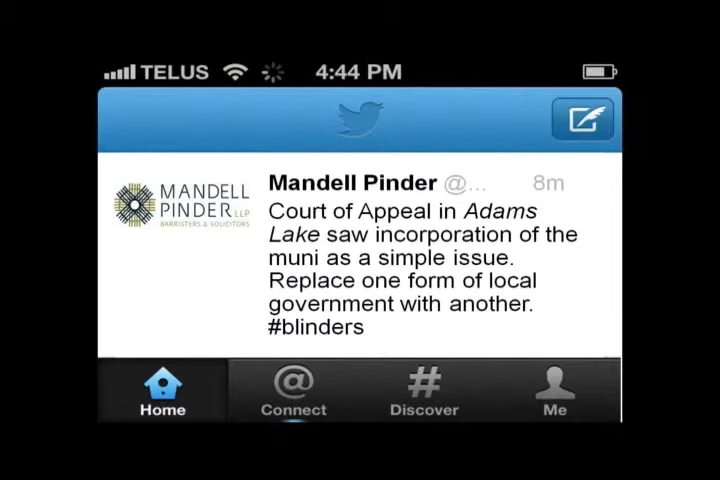 TELUS 4:44 PM
MANDELL
PINDER LLP
BARRISTERS & SOLICITORS
Mandell Pinder @... 8m
Court of Appeal in Adams
Lake saw incorporation of the
muni as a simple issue.
Replace one form of local
government with another.
#blinders
@
#
Home Connect Discover Me